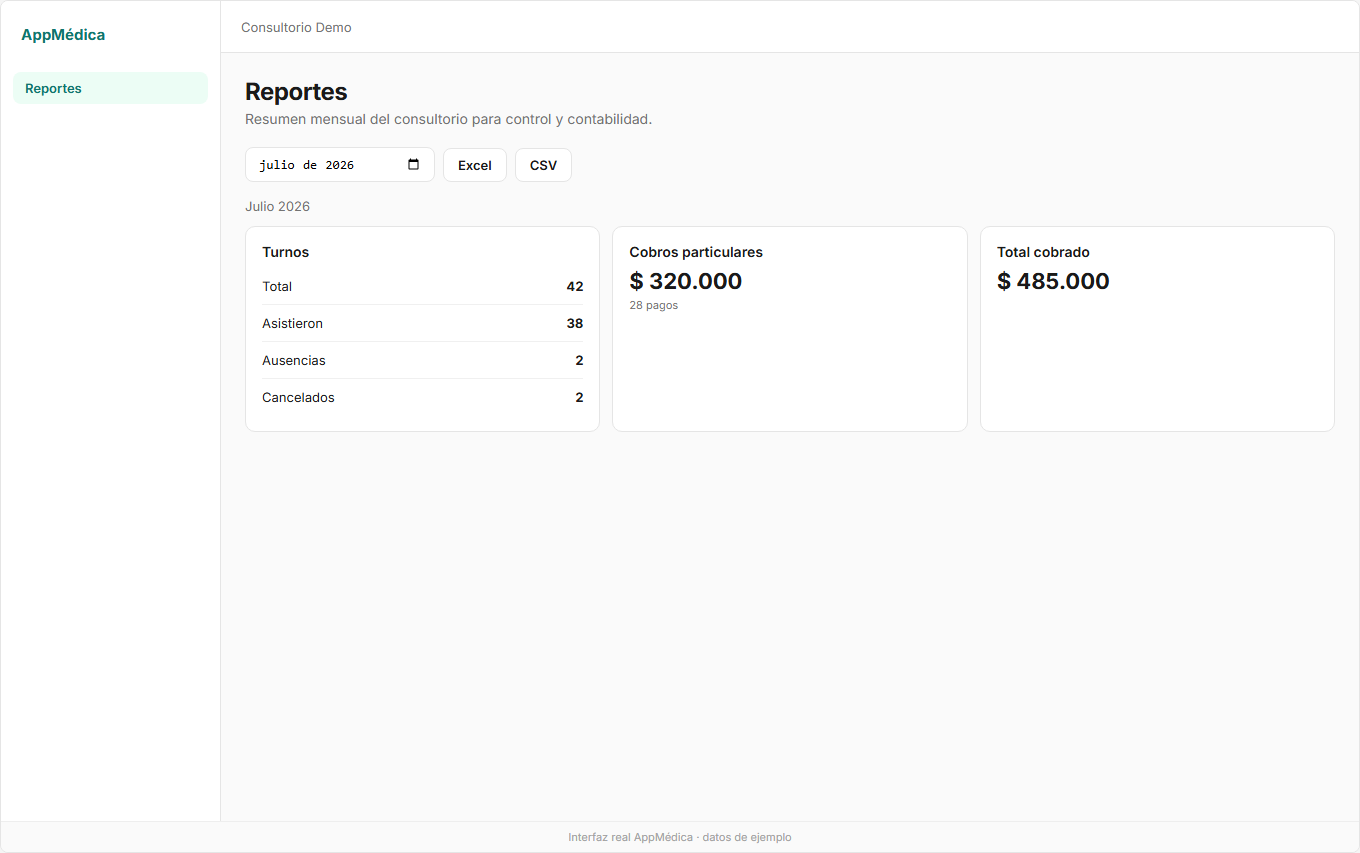 AppMédica
Consultorio Demo
Reportes
Reportes
Resumen mensual del consultorio para control y contabilidad.
julio de 2026
Excel
CSV
Julio 2026
Turnos
Total 42
Asistieron 38
Ausencias 2
Cancelados 2
Cobros particulares
$ 320.000
28 pagos
Total cobrado
$ 485.000
Interfaz real AppMédica · datos de ejemplo